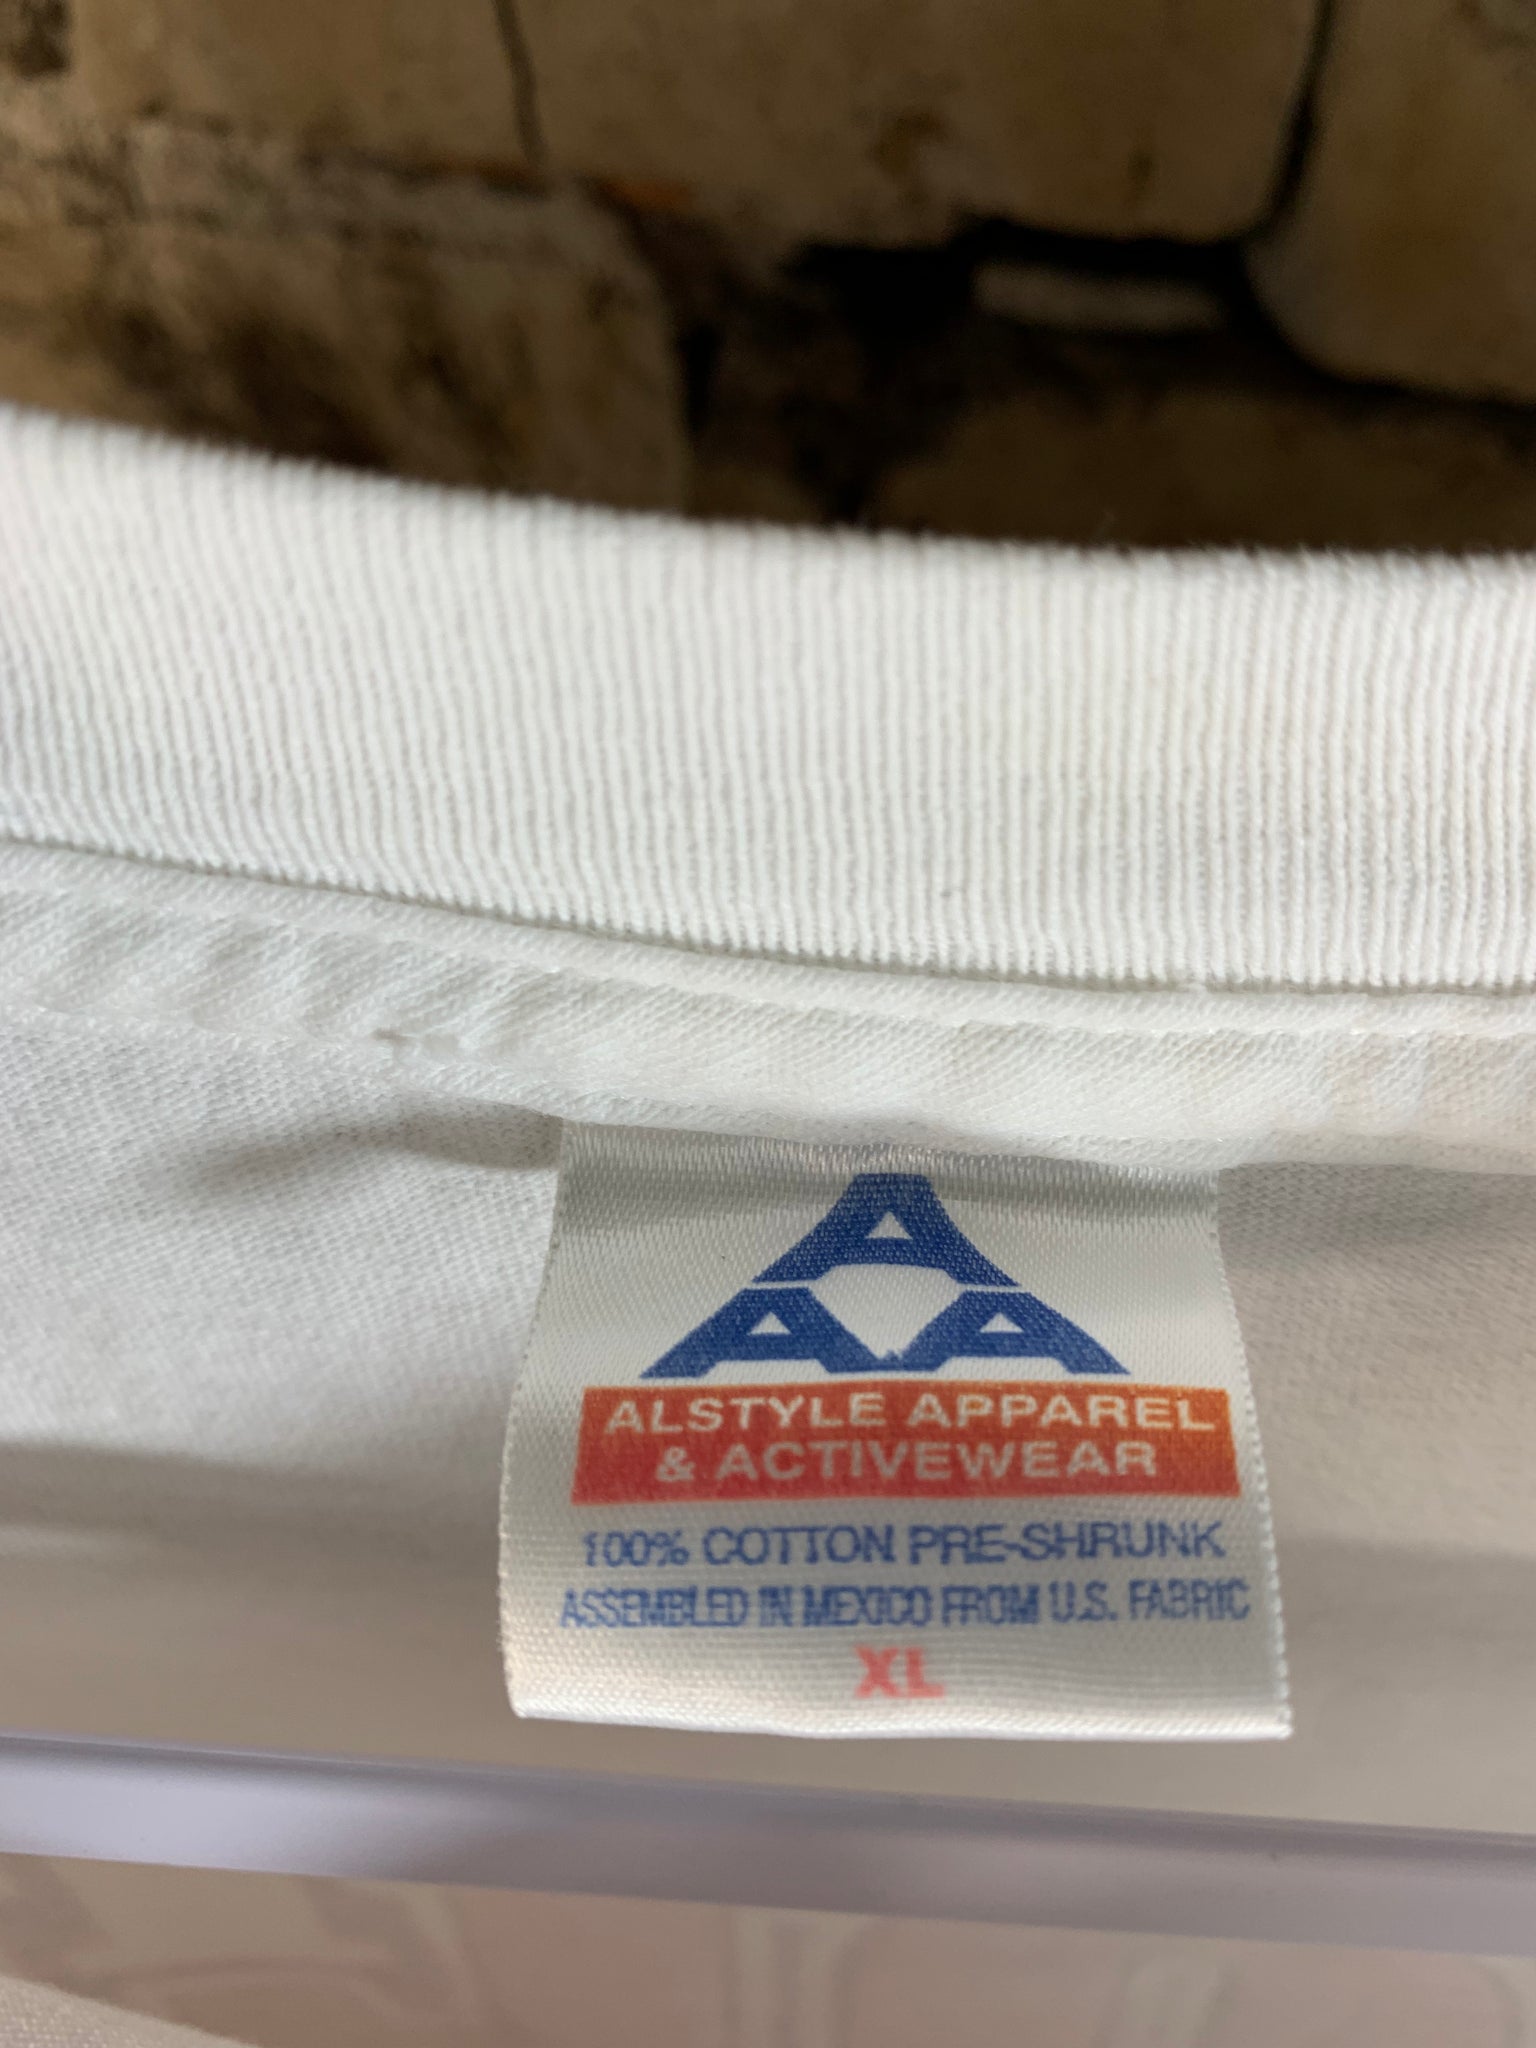 A
A A
ALSTYLE APPAREL
& ACTIVEWEAR
100% COTTON PRE-SHRUNK
ASSEMBLED IN MEXICO FROM U.S. FABRIC
XL